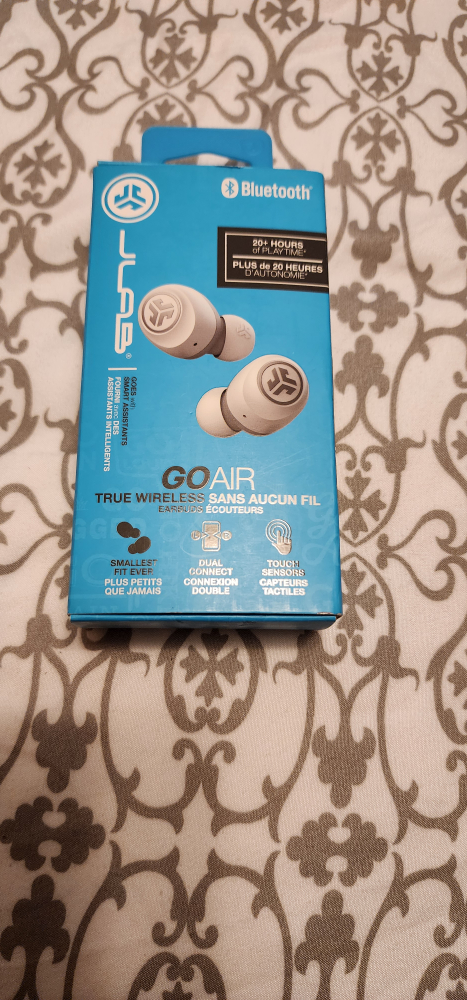 Bluetooth®
JLAB®
20+ HOURS
of PLAYTIME*
PLUS de 20 HEURES
D'AUTONOMIE*
GOES with
SMART ASSISTANTS
FOURNI avec DES
ASSISTANTS INTELLIGENTS
GO AIR
TRUE WIRELESS SANS AUCUN FIL
EARBUDS ÉCOUTEURS
SMALLEST
FIT EVER
PLUS PETITS
QUE JAMAIS
DUAL
CONNECT
CONNEXION
DOUBLE
TOUCH
SENSORS
CAPTEURS
TACTILES